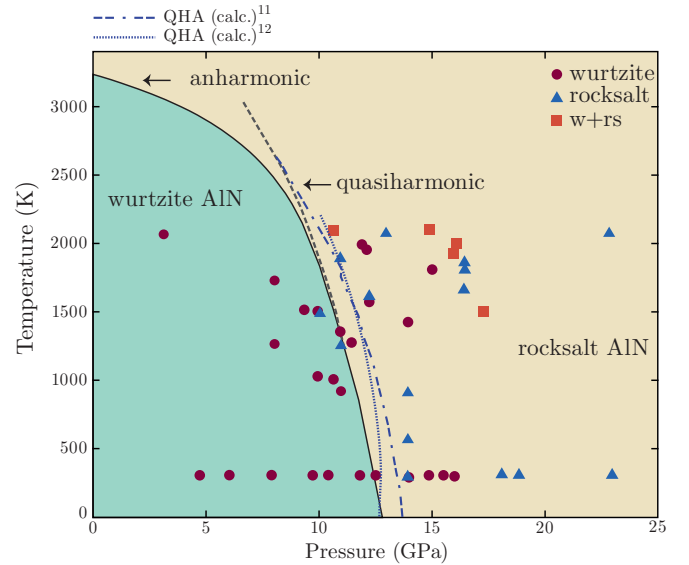 QHA (calc.)11
QHA (calc.)12
anharmonic
wurtzite
rocksalt
w+rs
quasiharmonic
wurtzite AlN
rocksalt AlN
Temperature (K)
3000
2500
2000
1500
1000
500
0
0 5 10 15 20 25
Pressure (GPa)